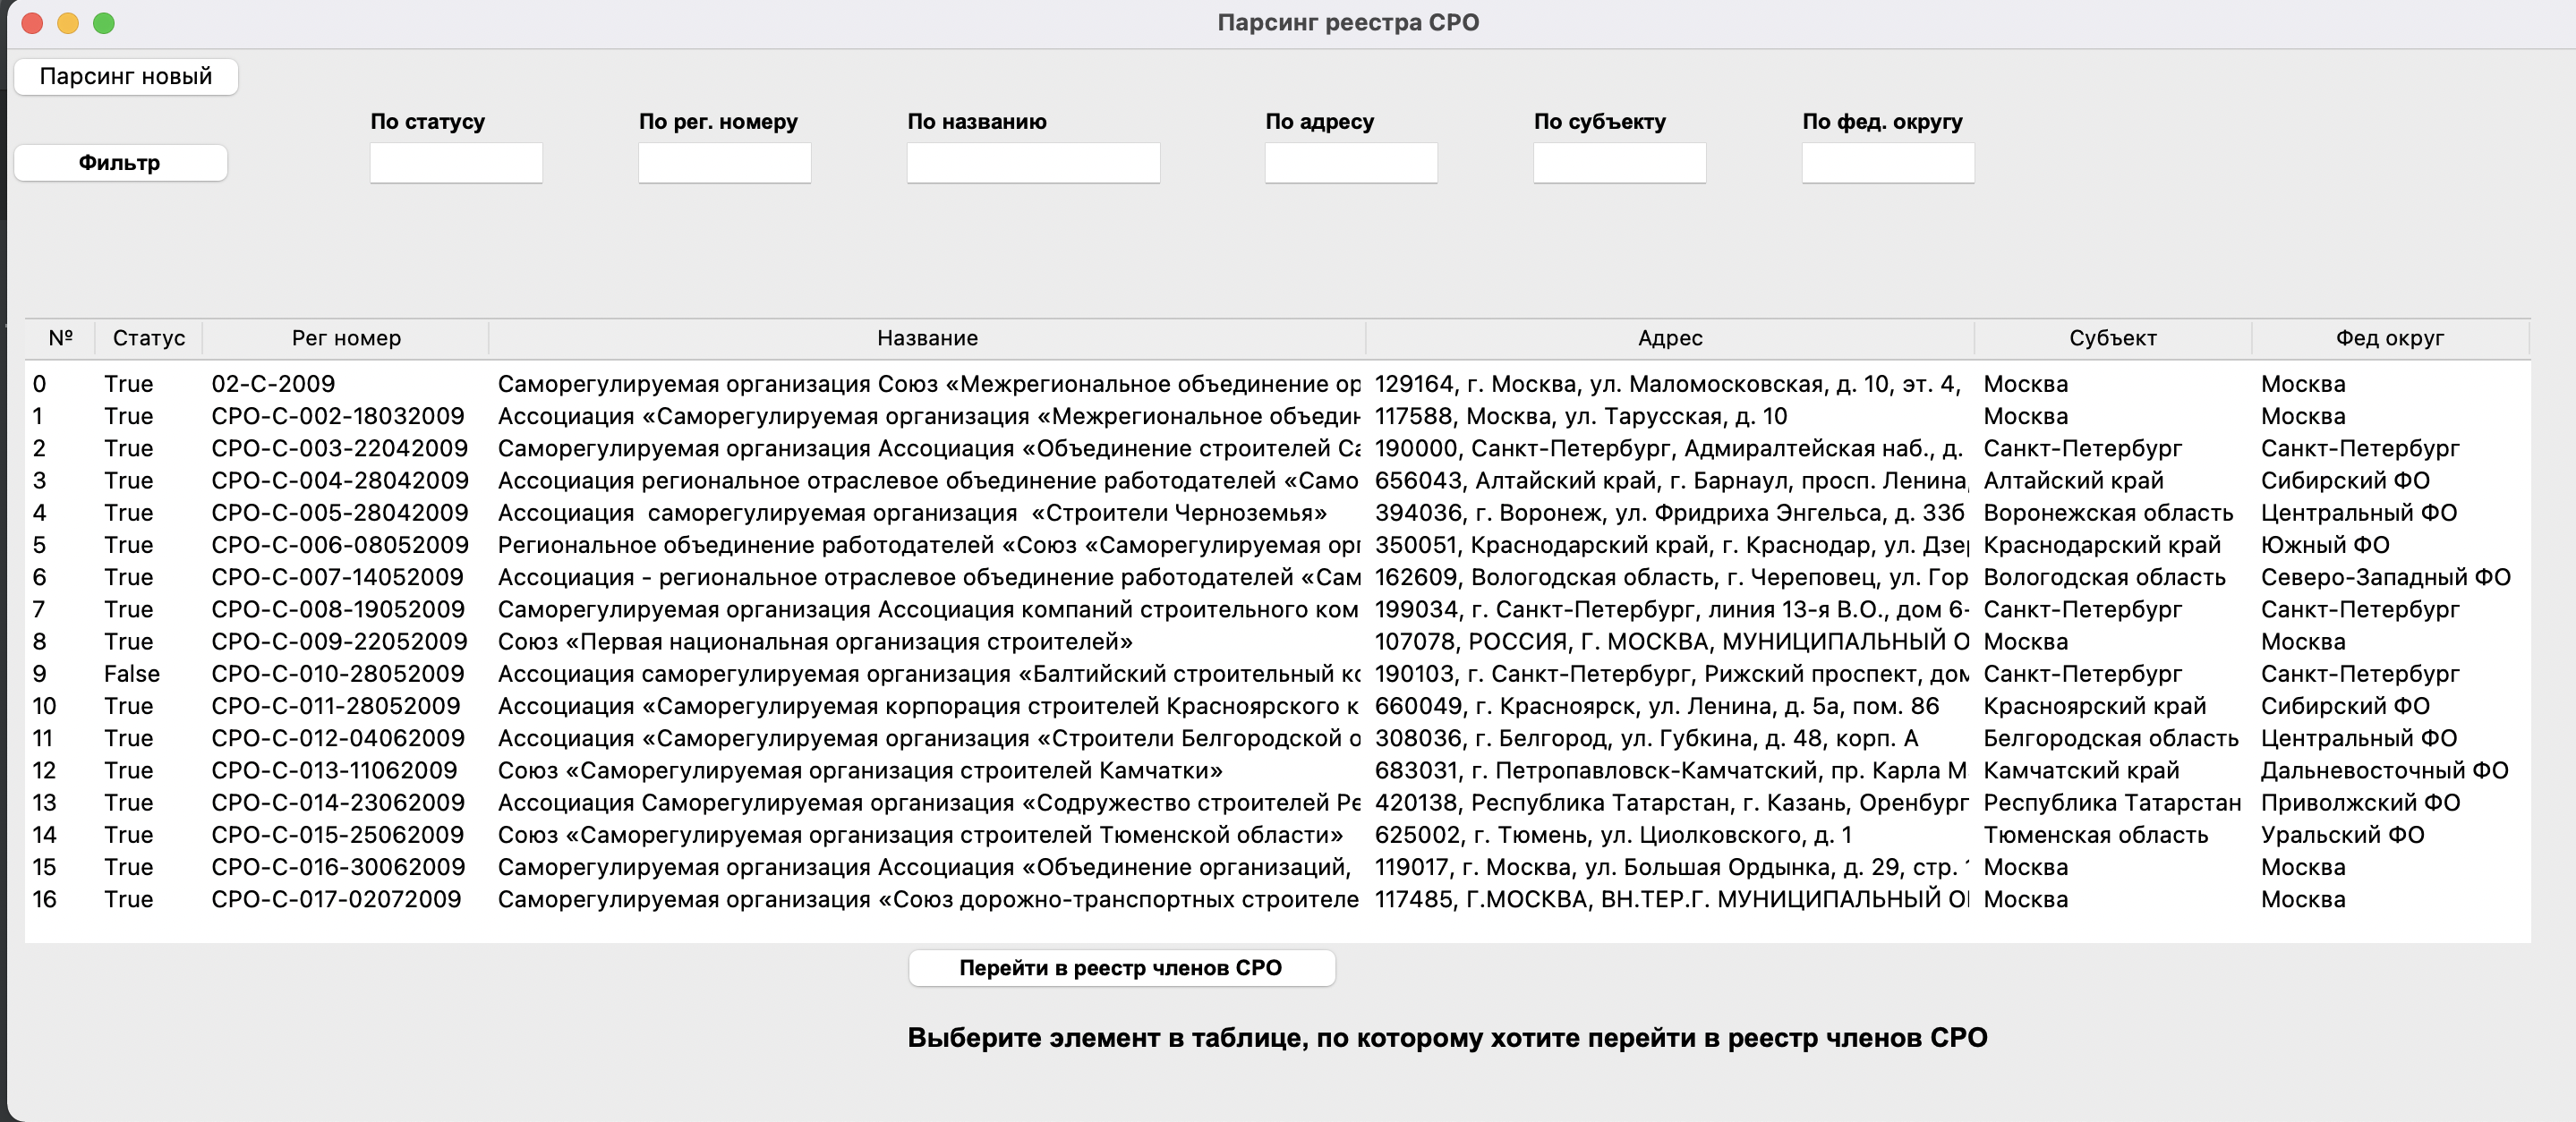 Парсинг реестра СРО
Парсинг новый
По статусу По рег. номеру По названию По адресу По субъекту По фед. округу
Фильтр
№ Статус Рег номер Название Адрес Субъект Фед округ
0 True 02-С-2009 Саморегулируемая организация Союз «Межрегиональное объединение ор 129164, г. Москва, ул. Маломосковская, д. 10, эт. 4, Москва Москва
1 True СРО-С-002-18032009 Ассоциация «Саморегулируемая организация «Межрегиональное объедин 117588, Москва, ул. Тарусская, д. 10 Москва Москва
2 True СРО-С-003-22042009 Саморегулируемая организация Ассоциация «Объединение строителей Са 190000, Санкт-Петербург, Адмиралтейская наб., д. Санкт-Петербург Санкт-Петербург
3 True СРО-С-004-28042009 Ассоциация региональное отраслевое объединение работодателей «Само 656043, Алтайский край, г. Барнаул, просп. Ленина, Алтайский край Сибирский ФО
4 True СРО-С-005-28042009 Ассоциация  саморегулируемая организация  «Строители Черноземья» 394036, г. Воронеж, ул. Фридриха Энгельса, д. 33б Воронежская область Центральный ФО
5 True СРО-С-006-08052009 Региональное объединение работодателей «Союз «Саморегулируемая орг 350051, Краснодарский край, г. Краснодар, ул. Дзер Краснодарский край Южный ФО
6 True СРО-С-007-14052009 Ассоциация - региональное отраслевое объединение работодателей «Сам 162609, Вологодская область, г. Череповец, ул. Гор Вологодская область Северо-Западный ФО
7 True СРО-С-008-19052009 Саморегулируемая организация Ассоциация компаний строительного ком 199034, г. Санкт-Петербург, линия 13-я В.О., дом 6- Санкт-Петербург Санкт-Петербург
8 True СРО-С-009-22052009 Союз «Первая национальная организация строителей» 107078, РОССИЯ, Г. МОСКВА, МУНИЦИПАЛЬНЫЙ О Москва Москва
9 False СРО-С-010-28052009 Ассоциация саморегулируемая организация «Балтийский строительный ко 190103, г. Санкт-Петербург, Рижский проспект, дом Санкт-Петербург Санкт-Петербург
10 True СРО-С-011-28052009 Ассоциация «Саморегулируемая корпорация строителей Красноярского к 660049, г. Красноярск, ул. Ленина, д. 5а, пом. 86 Красноярский край Сибирский ФО
11 True СРО-С-012-04062009 Ассоциация «Саморегулируемая организация «Строители Белгородской о 308036, г. Белгород, ул. Губкина, д. 48, корп. А Белгородская область Центральный ФО
12 True СРО-С-013-11062009 Союз «Саморегулируемая организация строителей Камчатки» 683031, г. Петропавловск-Камчатский, пр. Карла М Камчатский край Дальневосточный ФО
13 True СРО-С-014-23062009 Ассоциация Саморегулируемая организация «Содружество строителей Ре 420138, Республика Татарстан, г. Казань, Оренбург Республика Татарстан Приволжский ФО
14 True СРО-С-015-25062009 Союз «Саморегулируемая организация строителей Тюменской области» 625002, г. Тюмень, ул. Циолковского, д. 1 Тюменская область Уральский ФО
15 True СРО-С-016-30062009 Саморегулируемая организация Ассоциация «Объединение организаций, 119017, г. Москва, ул. Большая Ордынка, д. 29, стр. Москва Москва
16 True СРО-С-017-02072009 Саморегулируемая организация «Союз дорожно-транспортных строителе 117485, Г.МОСКВА, ВН.ТЕР.Г. МУНИЦИПАЛЬНЫЙ Москва Москва
Перейти в реестр членов СРО
Выберите элемент в таблице, по которому хотите перейти в реестр членов СРО